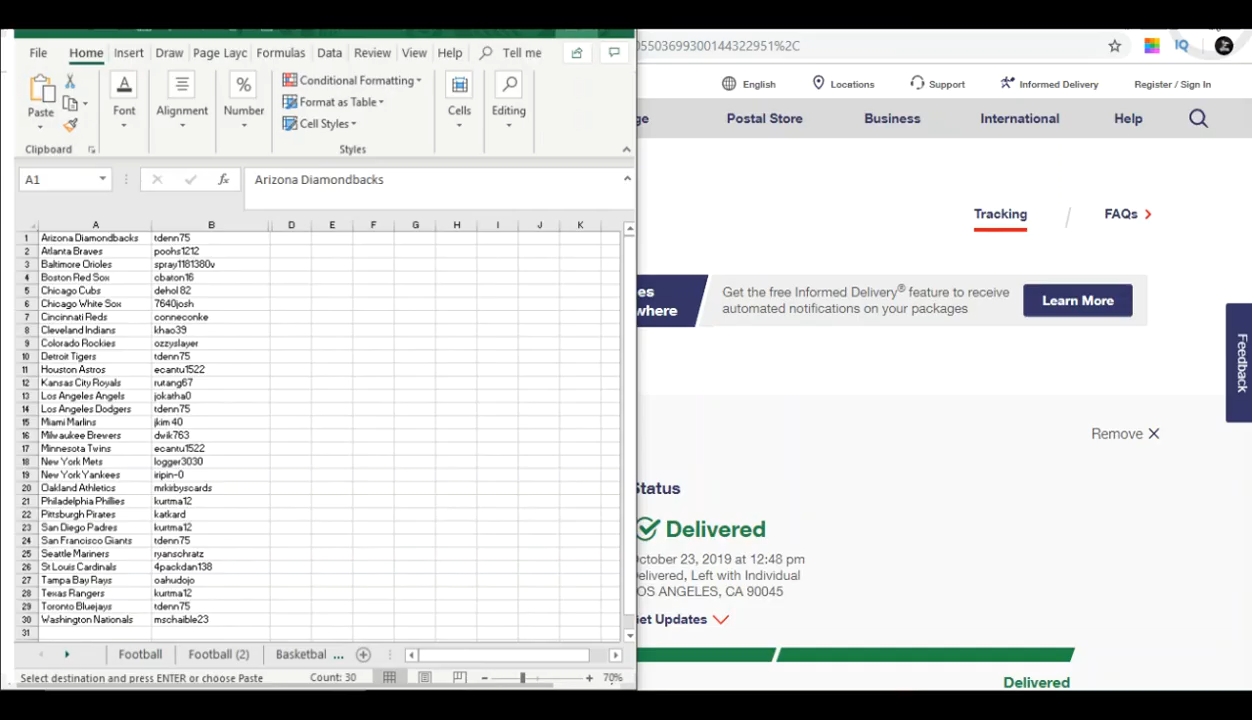 File Home Insert Draw Page Layc Formulas Data Review View Help Tell me
Paste
Clipboard
Font
Alignment
%
Number
Conditional Formatting
Format as Table
Cell Styles
Styles
Cells
Editing
A1 fx Arizona Diamondbacks
A B D E F G H I J K
1 Arizona Diamondbacks tdenn75
2 Atlanta Braves poohs1212
3 Baltimore Orioles spray1181380v
4 Boston Red Sox cbaton16
5 Chicago Cubs dehol 82
6 Chicago White Sox 7640josh
7 Cincinnati Reds conneconke
8 Cleveland Indians khao39
9 Colorado Rockies ozzyslayer
10 Detroit Tigers tdenn75
11 Houston Astros ecantu1522
12 Kansas City Royals rutang67
13 Los Angeles Angels jokatha0
14 Los Angeles Dodgers tdenn75
15 Miami Marlins jkim 40
16 Milwaukee Brewers dwik763
17 Minnesota Twins ecantu1522
18 New York Mets logger3030
19 New York Yankees iripin-0
20 Oakland Athletics mrkirbyscards
21 Philadelphia Phillies kurtma12
22 Pittsburgh Pirates katkard
23 San Diego Padres kurtma12
24 San Francisco Giants tdenn75
25 Seattle Mariners ryanschratz
26 St Louis Cardinals 4packdan138
27 Tampa Bay Rays oahudojo
28 Texas Rangers kurtma12
29 Toronto Bluejays tdenn75
30 Washington Nationals mschaible23
31
Football Football (2) Basketbal ...
Select destination and press ENTER or choose Paste Count: 30 70%
05503699300144322951%2C
IQ
English Locations Support Informed Delivery Register / Sign In
ge Postal Store Business International Help
Tracking FAQs
es
where
Get the free Informed Delivery® feature to receive
automated notifications on your packages
Learn More
Feedback
Remove
Status
Delivered
October 23, 2019 at 12:48 pm
Delivered, Left with Individual
LOS ANGELES, CA 90045
Get Updates
Delivered